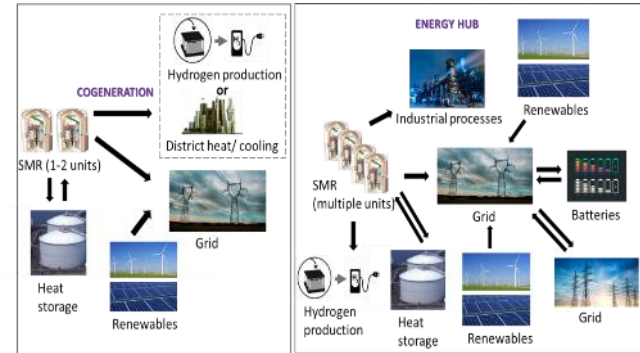 COGENERATION
Hydrogen production
or
District heat/ cooling
SMR (1-2 units)
Grid
Heat
storage
Renewables
ENERGY HUB
Industrial processes
Renewables
SMR
(multiple units)
Grid
Batteries
Hydrogen
production
Heat
storage
Renewables
Grid